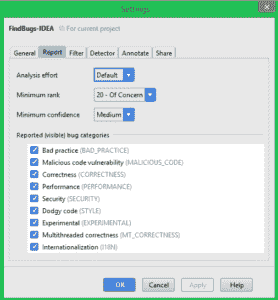 Settings
FindBugs-IDEA For current project
General Report Filter Detector Annotate Share
Analysis effort Default
Minimum rank 20 - Of Concern
Minimum confidence Medium
Reported (visible) bug categories
Bad practice (BAD_PRACTICE)
Malicious code vulnerability (MALICIOUS_CODE)
Correctness (CORRECTNESS)
Performance (PERFORMANCE)
Security (SECURITY)
Dodgy code (STYLE)
Experimental (EXPERIMENTAL)
Multithreaded correctness (MT_CORRECTNESS)
Internationalization (I18N)
OK Cancel Apply Help